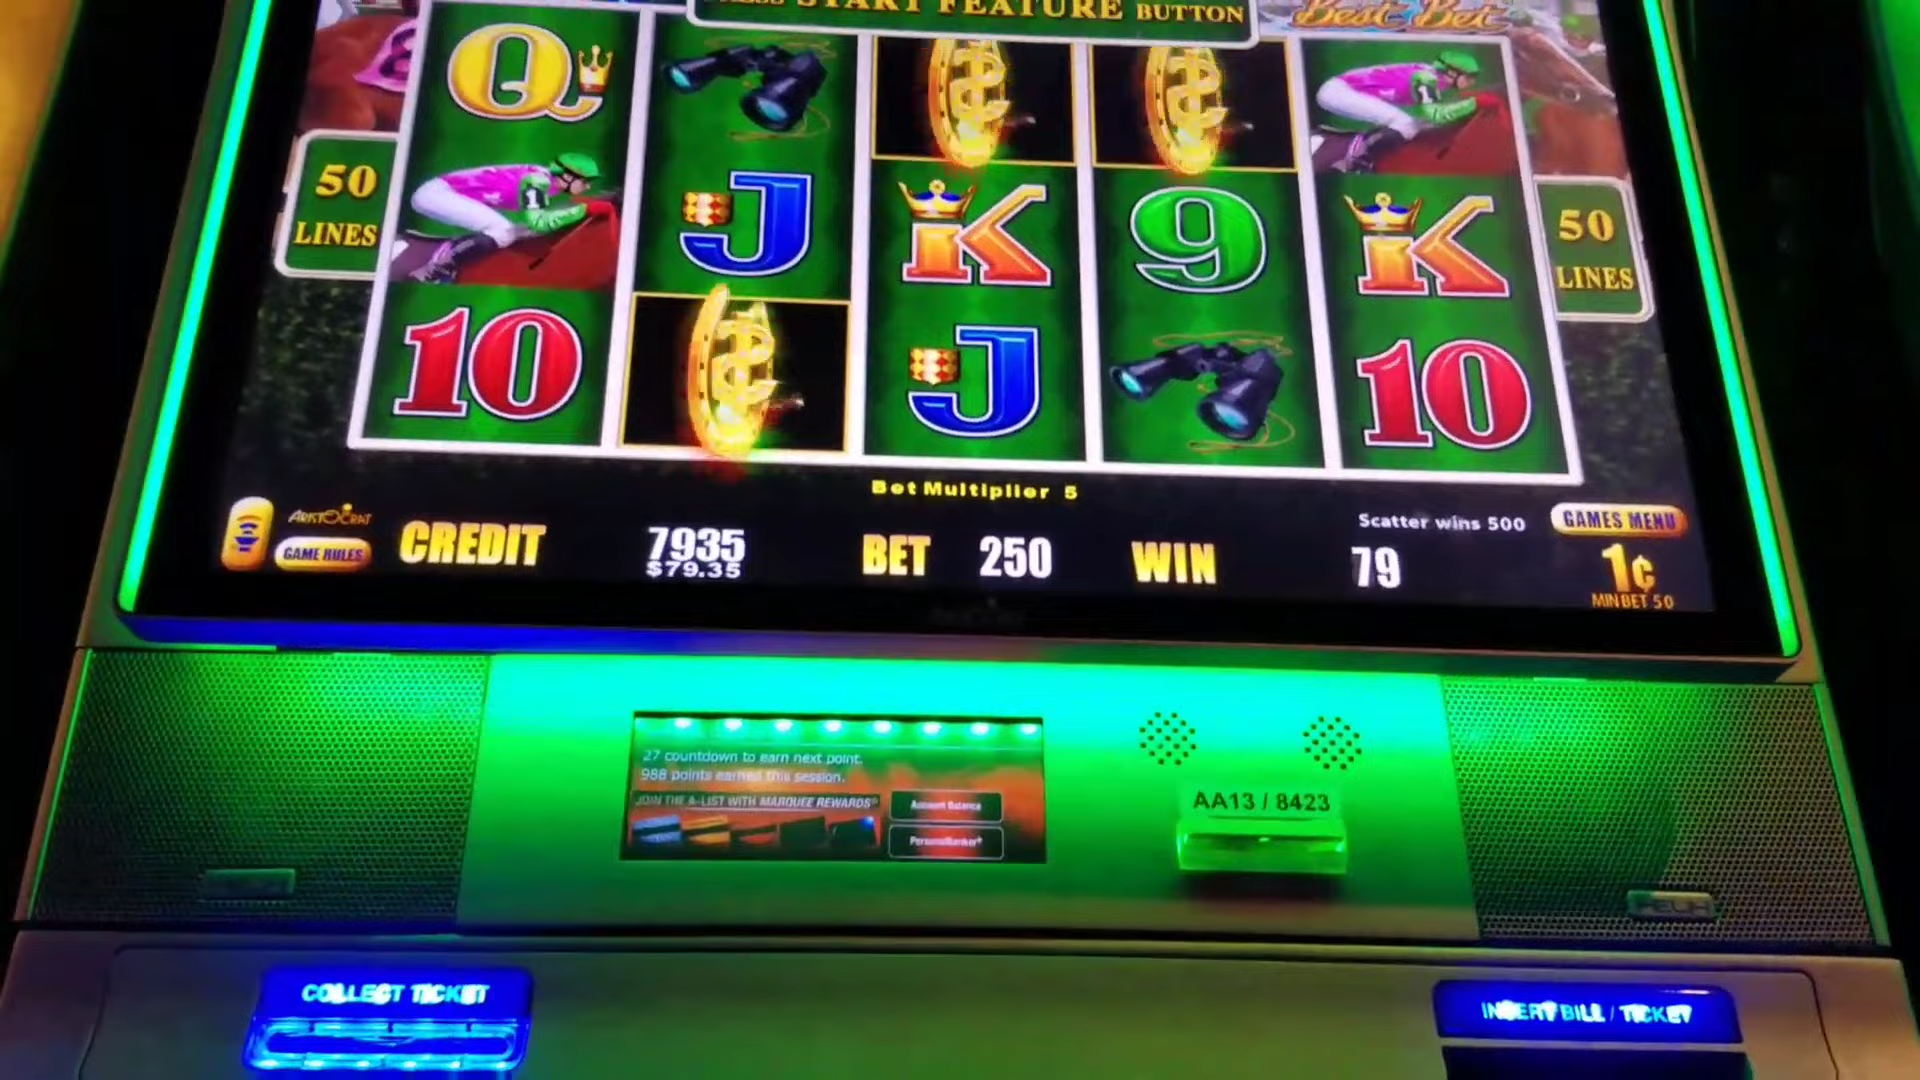 START FEATURE BUTTON
Best Bet
Q
1
50
LINES
J
K
9
K
1
50
LINES
10
J
10
Bet Multiplier 5
ARISTOCRAT
GAME RULES
CREDIT
7935
$79.35
BET
250
WIN
Scatter wins 500
79
GAMES MENU
1¢
MIN BET 50
27 countdown to earn next point.
988 points earned this session.
JOIN THE A-LIST WITH MARQUEE REWARDS®
Account Balance
PersonalBanker®
AA13 / 8423
COLLECT TICKET
INSERT BILL / TICKET